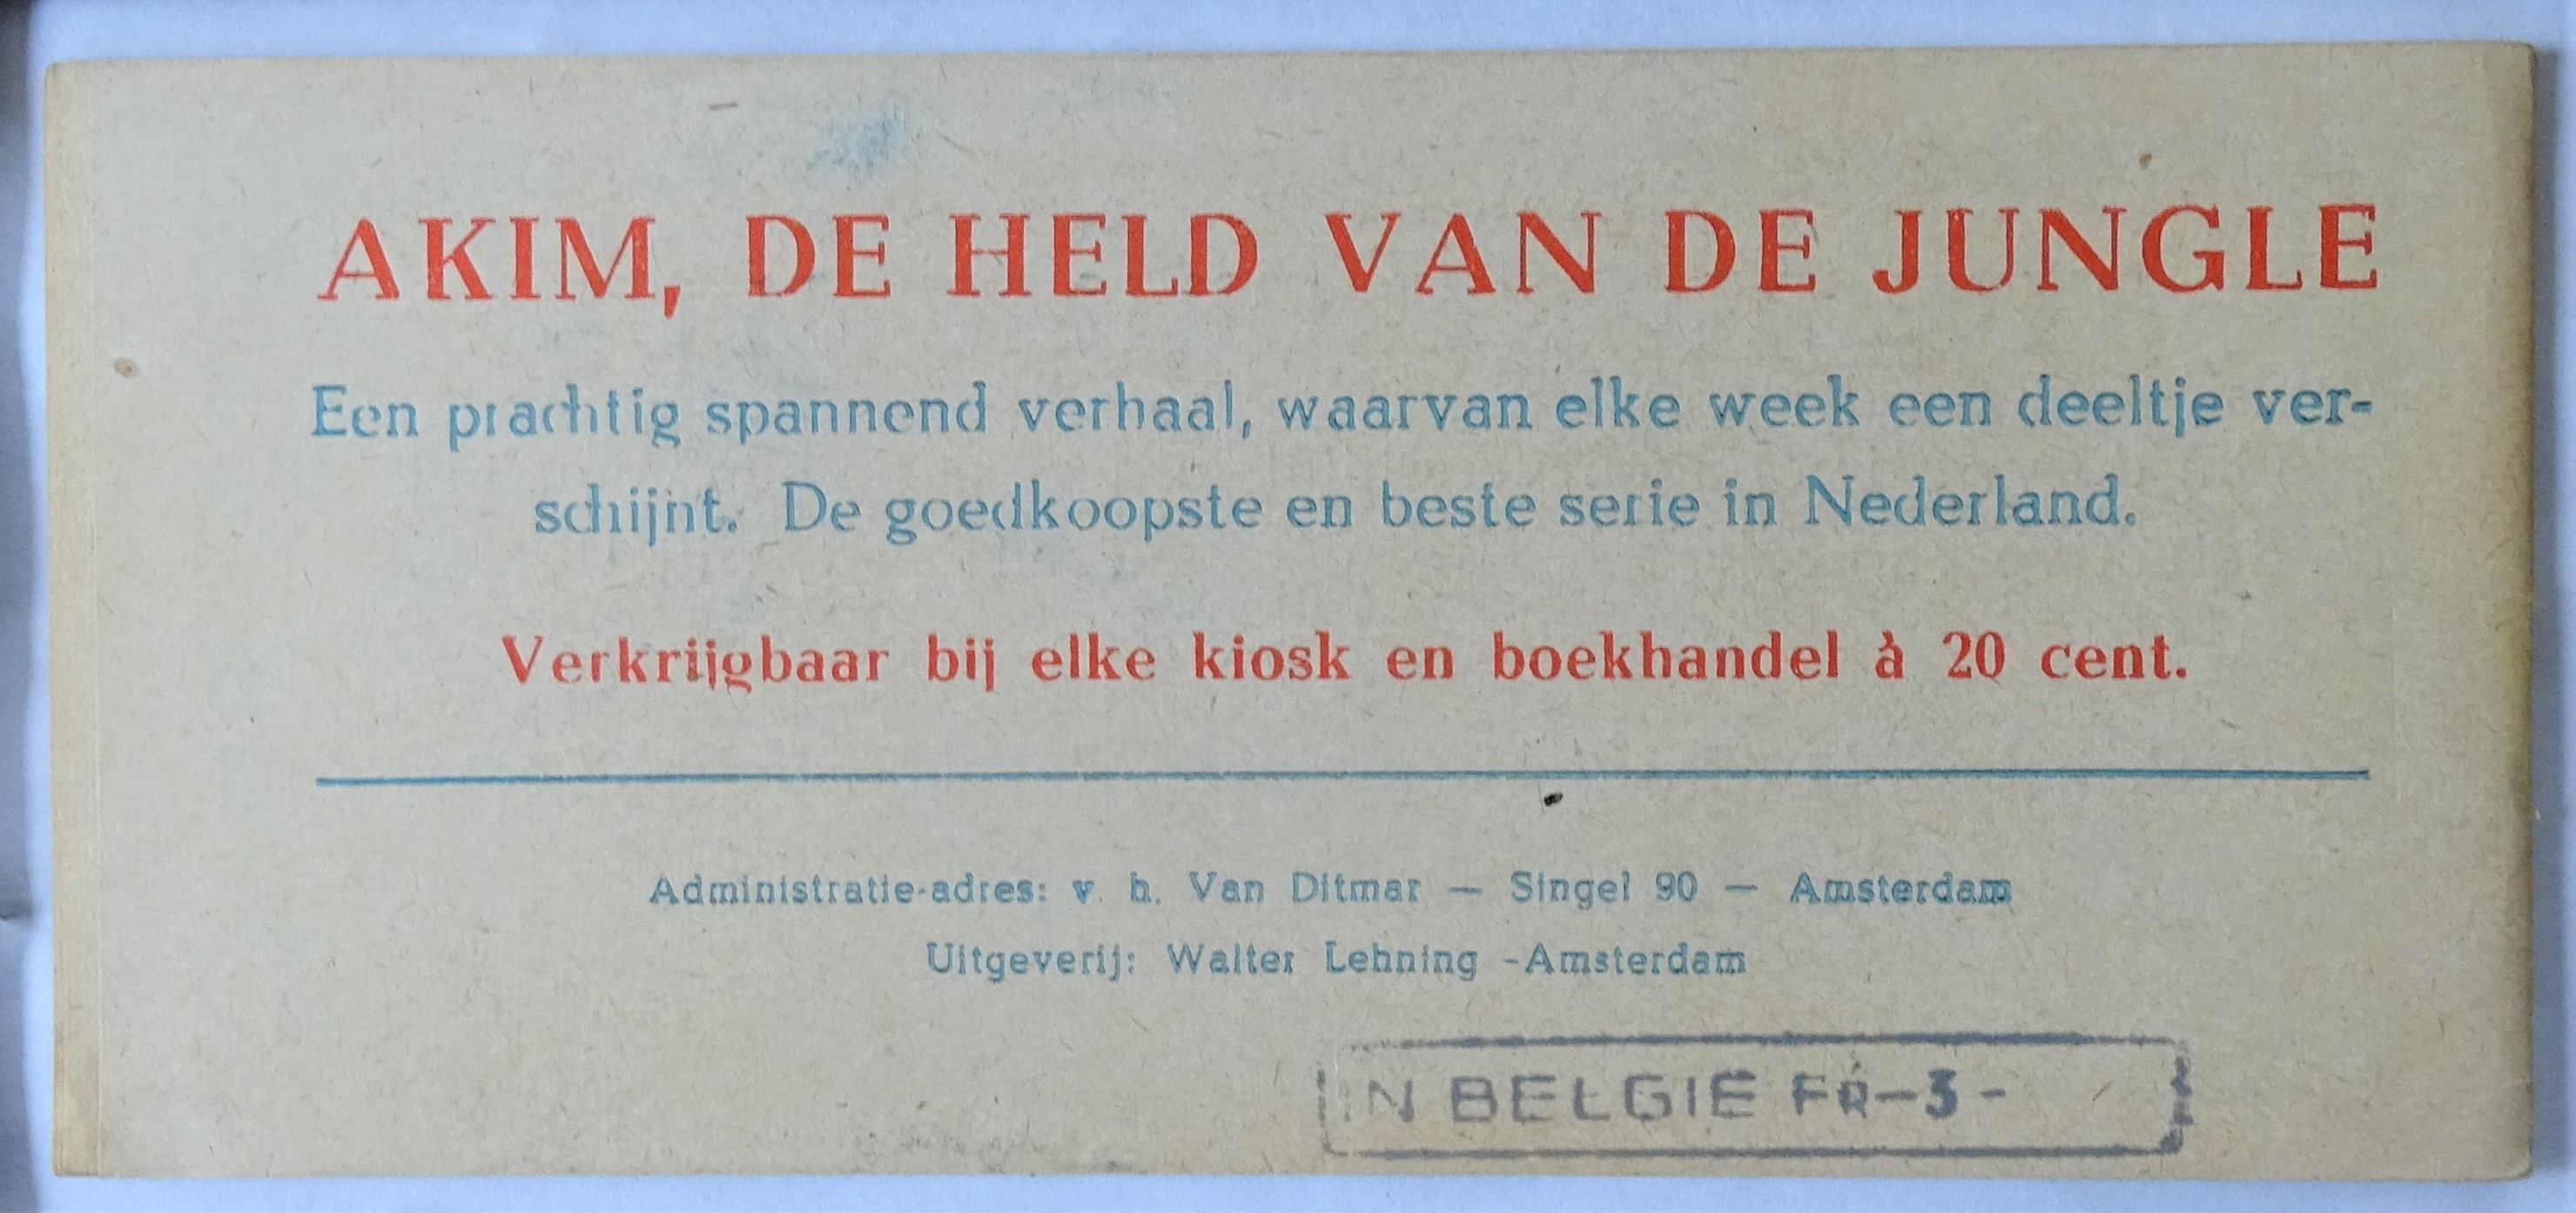 AKIM, DE HELD VAN DE JUNGLE
Een prachtig spannend verhaal, waarvan elke week een deeltje ver-
schijnt. De goedkoopste en beste serie in Nederland.
Verkrijgbaar bij elke kiosk en boekhandel à 20 cent.
Administratie-adres: v. h. Van Ditmar — Singel 90 — Amsterdam
Uitgeverij: Walter Lehning -Amsterdam
IN BELGIË FR-3-